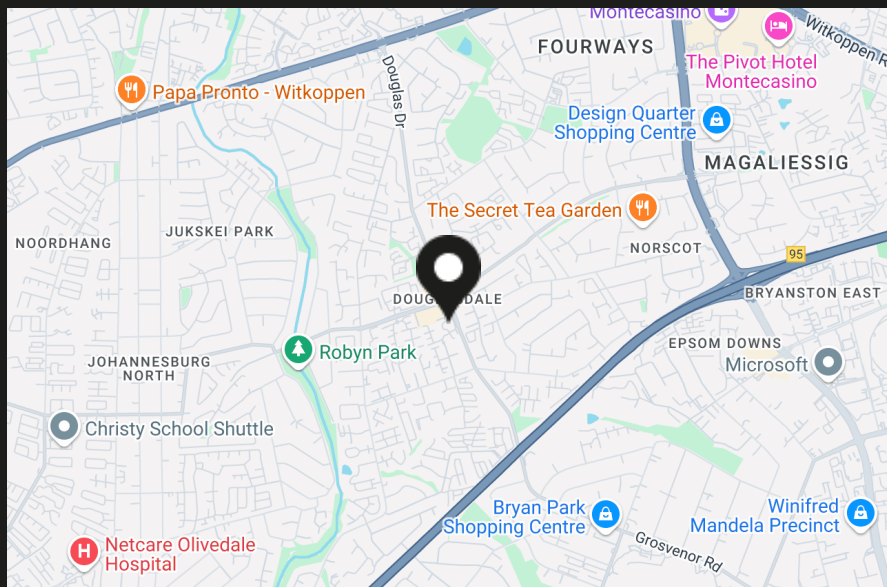 Montecasino
FOURWAYS
Witkoppen R
The Pivot Hotel
Montecasino
Douglas Dr
Papa Pronto - Witkoppen
Design Quarter
Shopping Centre
MAGALIESSIG
The Secret Tea Garden
JUKSKEI PARK
NOORDHANG
NORSCOT
95
BRYANSTON EAST
DOUG
DALE
EPSOM DOWNS
Robyn Park
Microsoft
JOHANNESBURG
NORTH
Christy School Shuttle
Bryan Park
Shopping Centre
Winifred
Mandela Precinct
Grosvenor Rd
H
Netcare Olivedale
Hospital